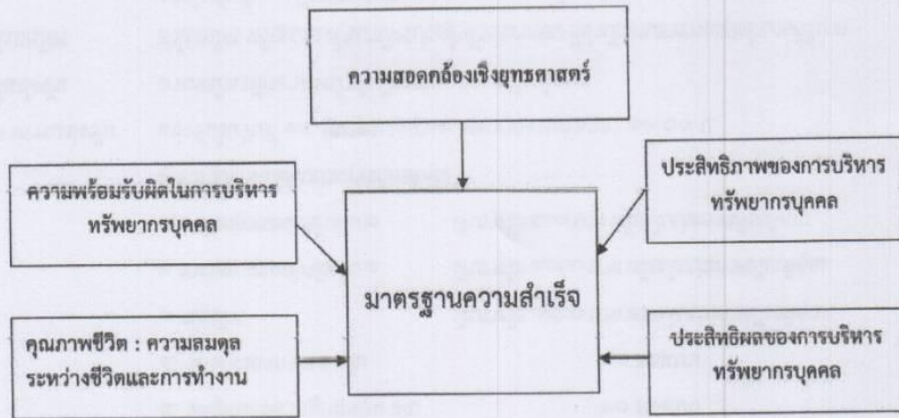 ความสอดคล้องเชิงยุทธศาสตร์
ความพร้อมรับผิดในการบริหาร
ทรัพยากรบุคคล
ประสิทธิภาพของการบริหาร
ทรัพยากรบุคคล
มาตรฐานความสำเร็จ
คุณภาพชีวิต : ความสมดุล
ระหว่างชีวิตและการทำงาน
ประสิทธิผลของการบริหาร
ทรัพยากรบุคคล